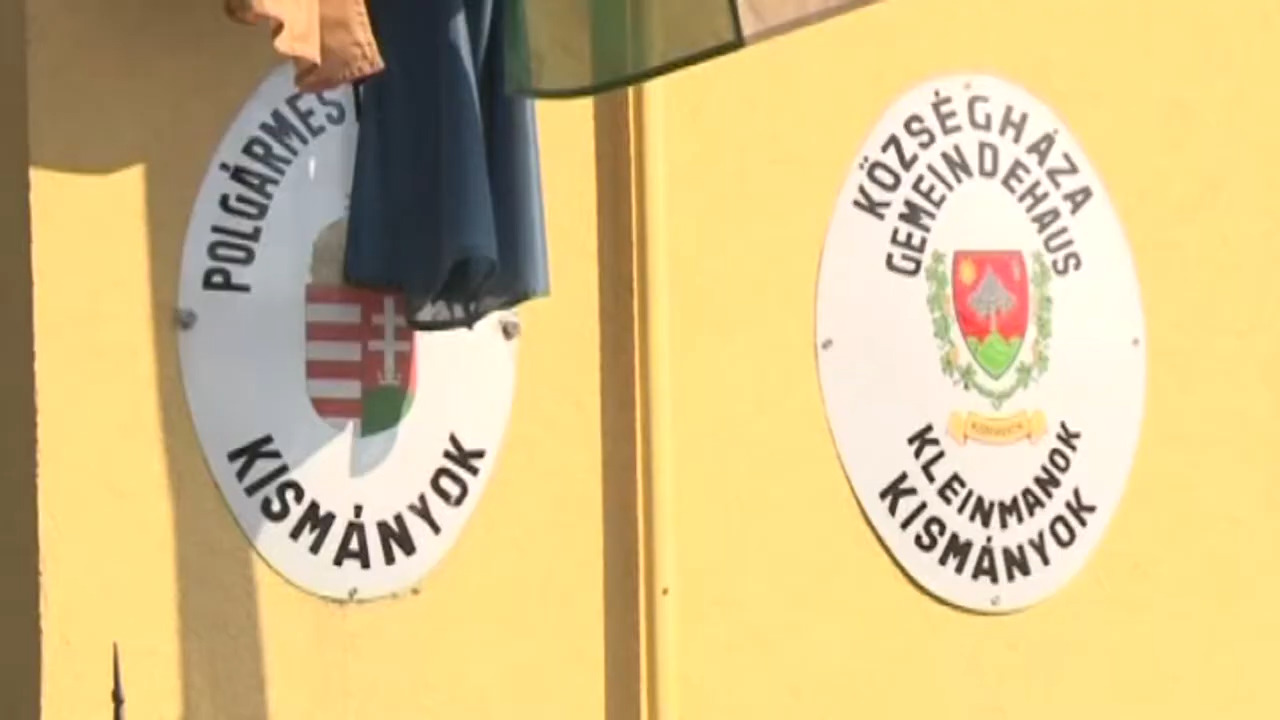 POLGÁRMES
KISMÁNYOK
KÖZSÉGHÁZA
GEMEINDEHAUS
KLEINMANOK
KISMÁNYOK